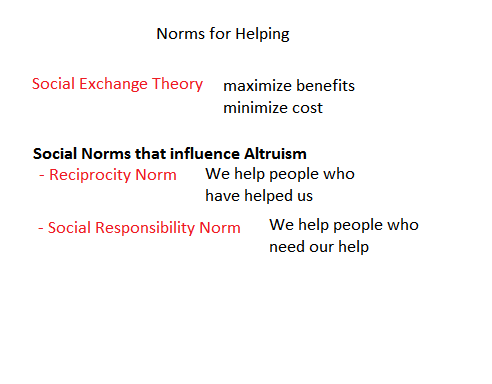 Norms for Helping
Social Exchange Theory maximize benefits
minimize cost
Social Norms that influence Altruism
- Reciprocity Norm We help people who
have helped us
- Social Responsibility Norm We help people who
need our help